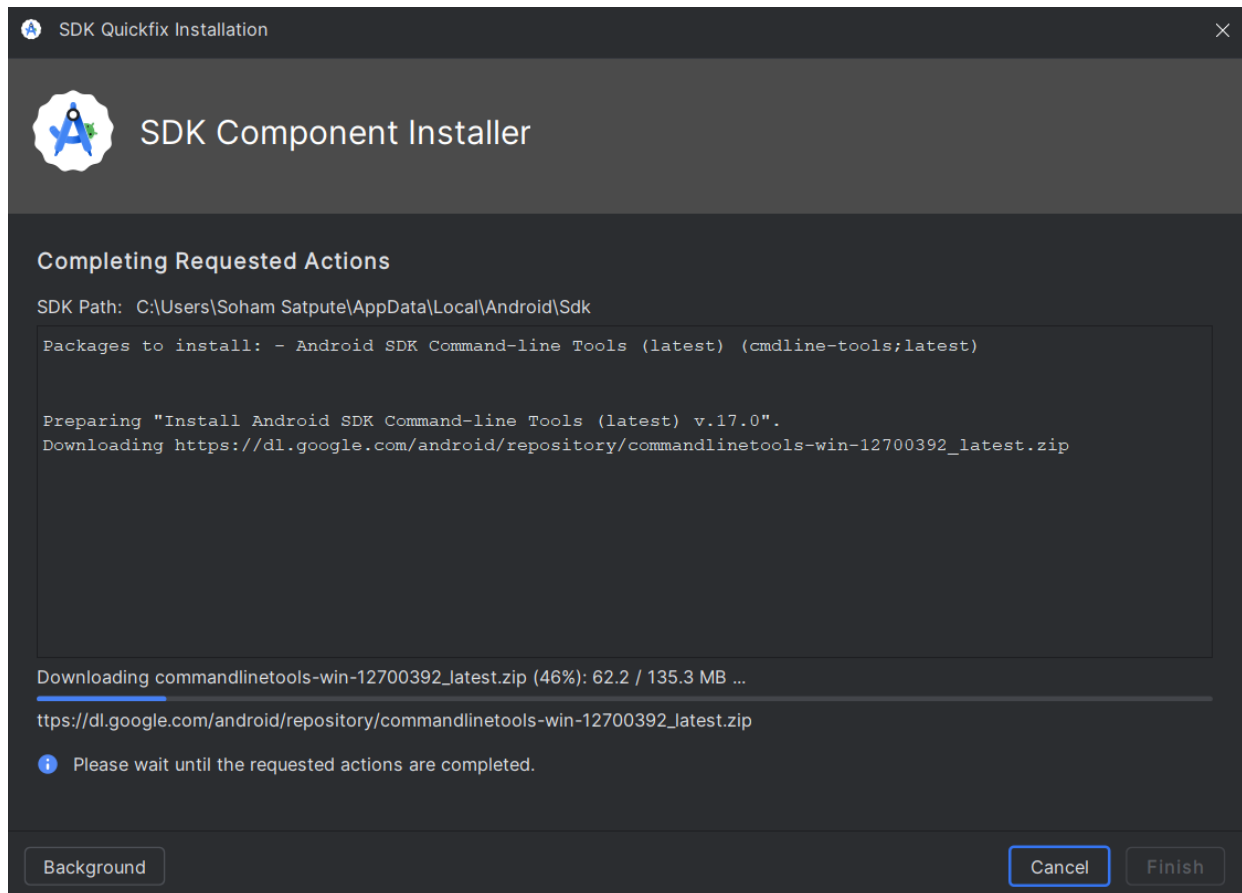 SDK Quickfix Installation
SDK Component Installer
Completing Requested Actions
SDK Path: C:\Users\Soham Satpute\AppData\Local\Android\Sdk
Packages to install: - Android SDK Command-line Tools (latest) (cmdline-tools;latest)
Preparing "Install Android SDK Command-line Tools (latest) v.17.0".
Downloading https://dl.google.com/android/repository/commandlinetools-win-12700392_latest.zip
Downloading commandlinetools-win-12700392_latest.zip (46%): 62.2 / 135.3 MB ...
ttps://dl.google.com/android/repository/commandlinetools-win-12700392_latest.zip
Please wait until the requested actions are completed.
Background Cancel Finish